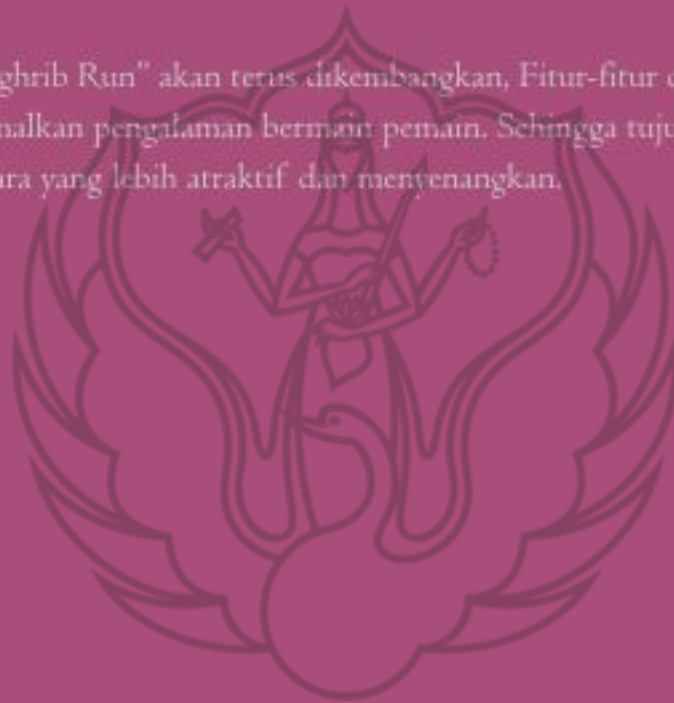 ghrib Run" akan terus dikembangkan, Fitur-fitur
nalkan pengalaman bermain pemain. Sehingga tuju
ara yang lebih atraktif dan menyenangkan.